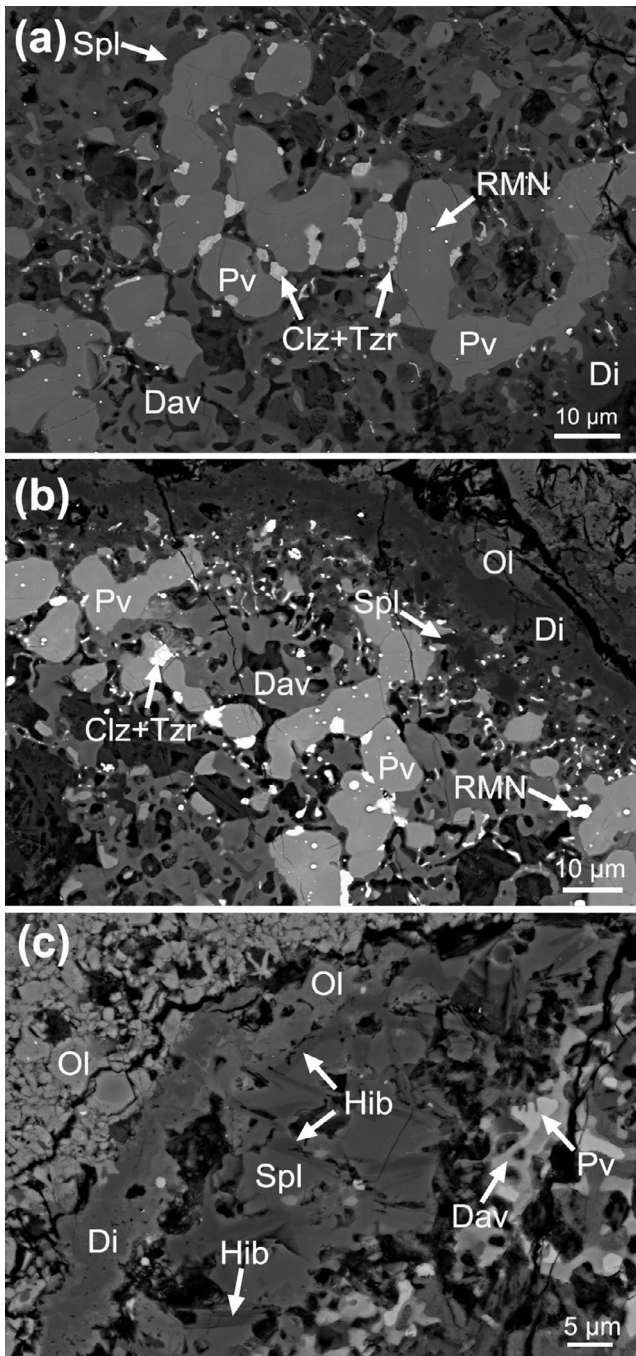 (a)
Spl
RMN
Pv
Clz+Tzr
Pv
Dav
Di
10 µm
(b)
Ol
Pv
Spl
Di
Dav
Clz+Tzr
Pv
RMN
10 µm
(c)
Ol
Ol
Hib
Pv
Spl
Dav
Di
Hib
5 µm